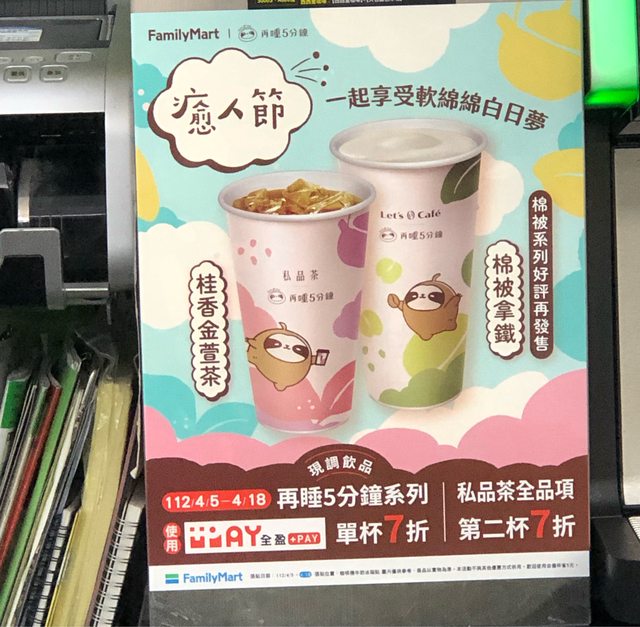 FamilyMart | 再睡5分鐘
癒人節
一起享受軟綿綿白日夢
Let's Café
再睡5分鐘
棉被系列好評再發售
棉被拿鐵
私品茶
再睡5分鐘
桂香金萱茶
現調飲品
112/4/5-4/18 再睡5分鐘系列
使用 PAY 全盈+PAY 單杯7折
私品茶全品項
第二杯7折
FamilyMart